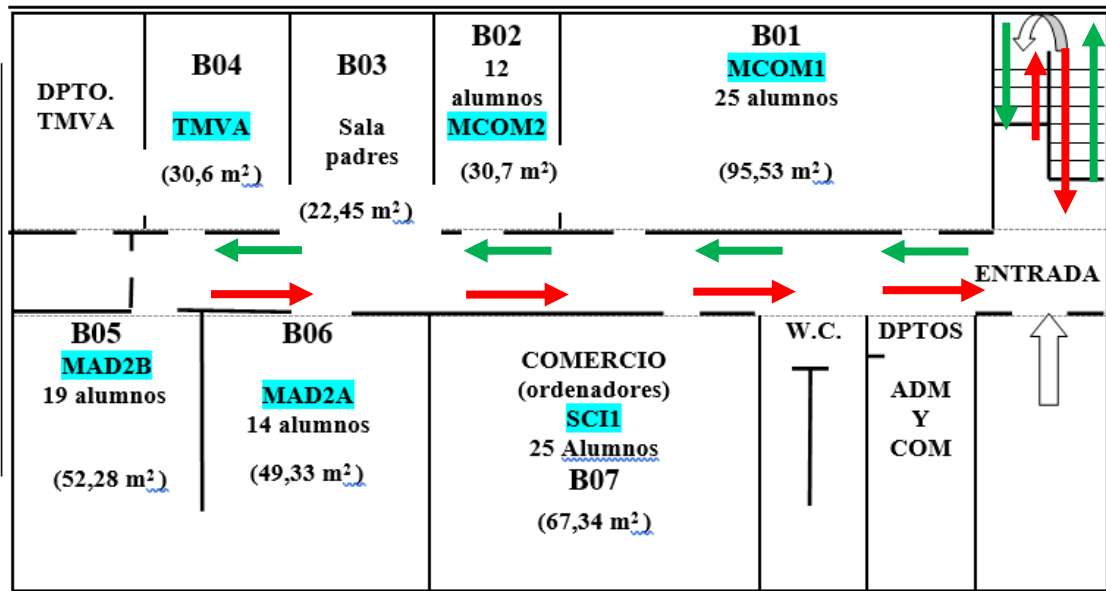 DPTO.
TMVA
B04
TMVA
(30,6 m²)
B03
Sala
padres
(22,45 m²)
B02
12
alumnos
MCOM2
(30,7 m²)
B01
MCOM1
25 alumnos
(95,53 m²)
ENTRADA
B05
MAD2B
19 alumnos
(52,28 m²)
B06
MAD2A
14 alumnos
(49,33 m²)
COMERCIO
(ordenadores)
SCI1
25 Alumnos
B07
(67,34 m²)
W.C.
DPTOS
ADM
Y
COM